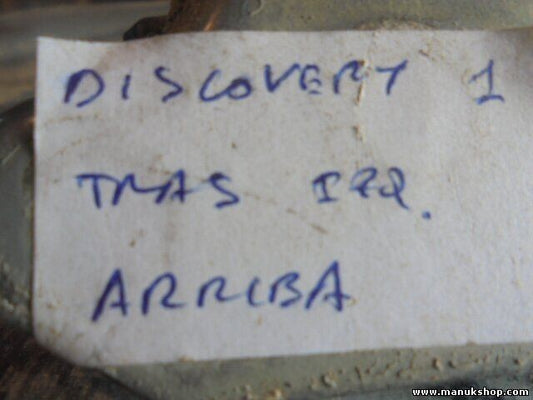 DISCOVERY 1
TRAS IZQ.
ARRIBA
www.manukshop.com